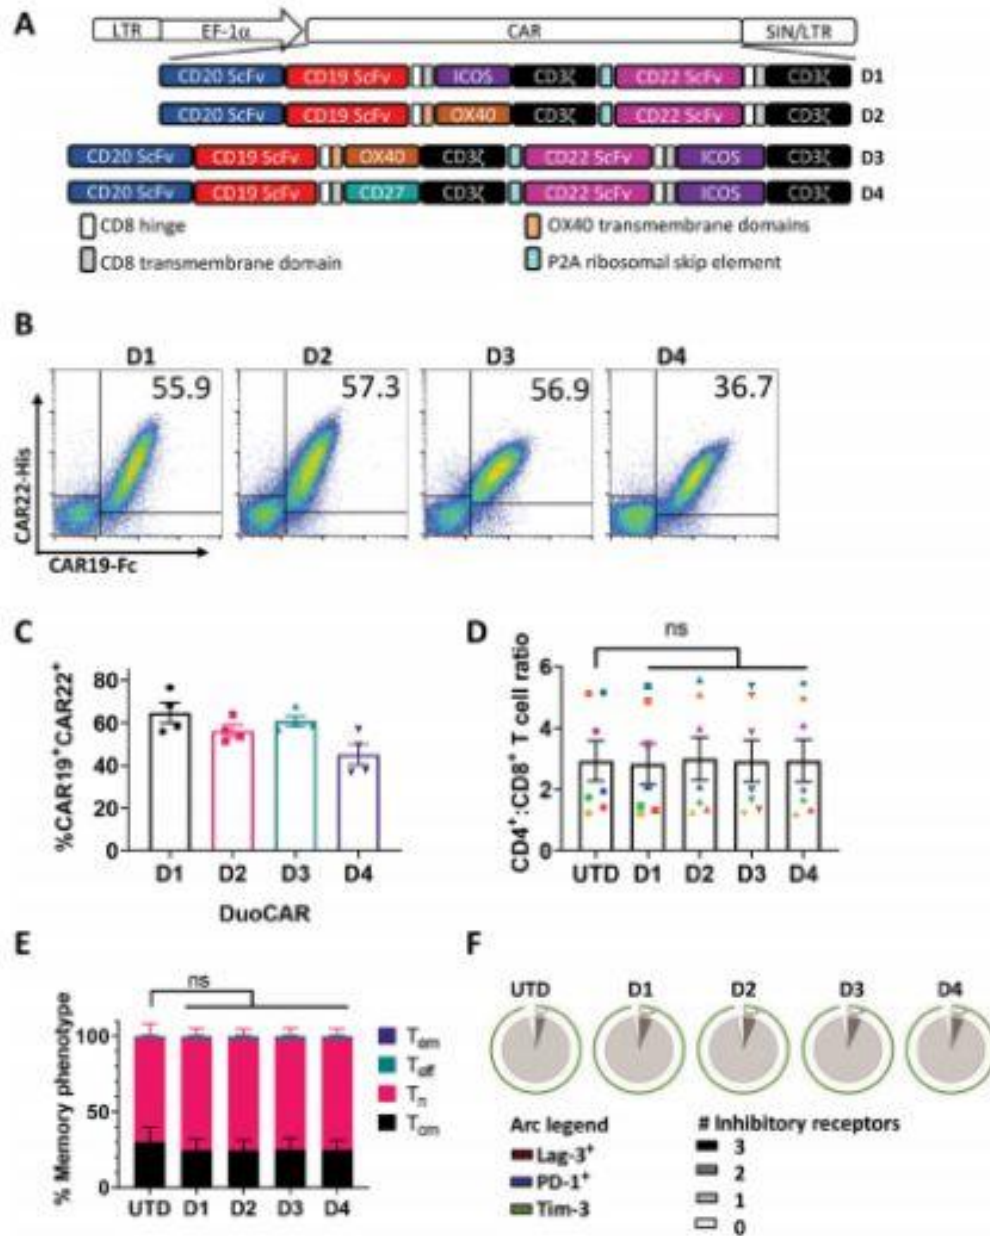 A
LTR EF-1α CAR SIN/LTR
CD20 ScFv CD19 ScFv ICOS CD3ζ CD22 ScFv CD3ζ D1
CD20 ScFv CD19 ScFv OX40 CD3ζ CD22 ScFv CD3ζ D2
CD20 ScFv CD19 ScFv OX40 CD3ζ CD22 ScFv ICOS CD3ζ D3
CD20 ScFv CD19 ScFv CD27 CD3ζ CD22 ScFv ICOS CD3ζ D4
CD8 hinge OX40 transmembrane domains
CD8 transmembrane domain P2A ribosomal skip element
B
D1 D2 D3 D4
55.9 57.3 56.9 36.7
CAR22-His
CAR19-Fc
C
%CAR19+CAR22+
80
60
40
20
0
D1 D2 D3 D4
DuoCAR
D
ns
CD4+:CD8+ T cell ratio
6
4
2
0
UTD D1 D2 D3 D4
E
ns
% Memory phenotype
100
50
0
UTD D1 D2 D3 D4
Tem
Teff
Tn
Tcm
F
UTD D1 D2 D3 D4
Arc legend
Lag-3+
PD-1+
Tim-3
# Inhibitory receptors
3
2
1
0